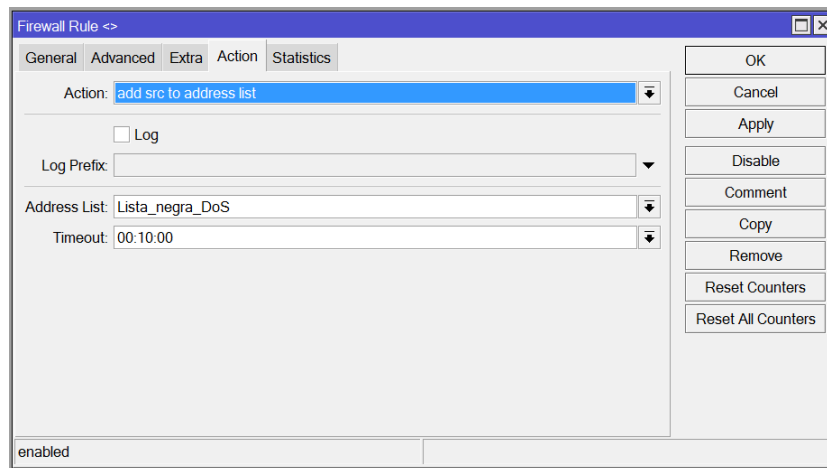 Firewall Rule <>
General Advanced Extra Action Statistics
Action: add src to address list
Log
Log Prefix:
Address List: Lista_negra_DoS
Timeout: 00:10:00
OK
Cancel
Apply
Disable
Comment
Copy
Remove
Reset Counters
Reset All Counters
enabled